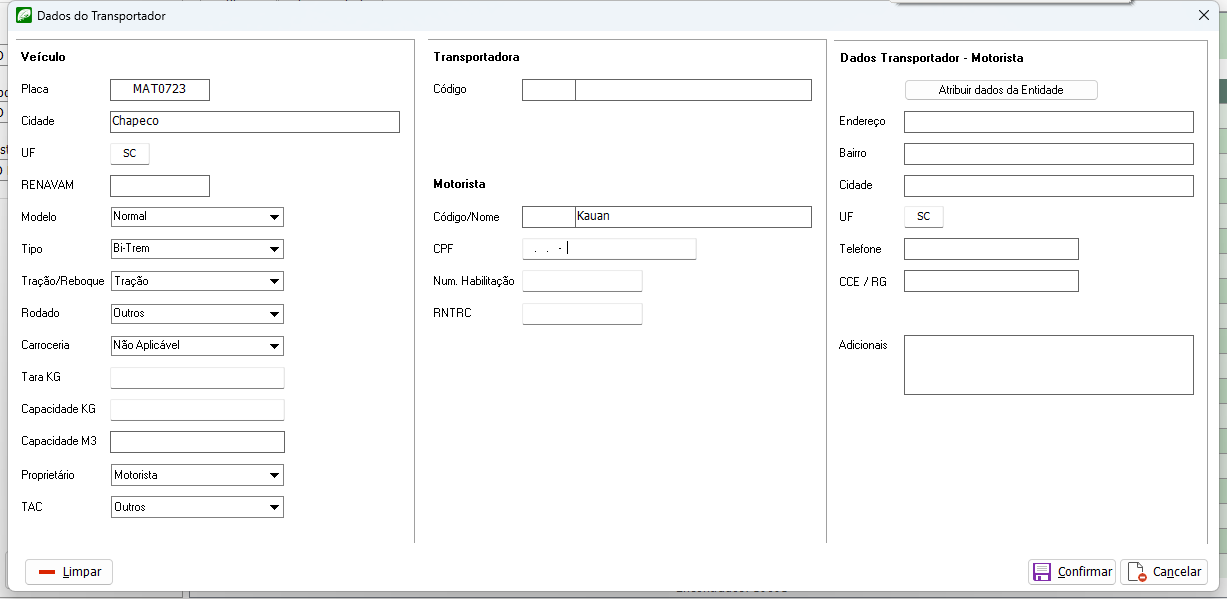 Dados do Transportador
Veículo
Placa MAT0723
Cidade Chapeco
UF SC
RENAVAM
Modelo Normal
Tipo Bi-Trem
Tração/Reboque Tração
Rodado Outros
Carroceria Não Aplicável
Tara KG
Capacidade KG
Capacidade M3
Proprietário Motorista
TAC Outros
Transportadora
Código
Motorista
Código/Nome Kauan
CPF . . -
Num. Habilitação
RNTRC
Dados Transportador - Motorista
Atribuir dados da Entidade
Endereço
Bairro
Cidade
UF SC
Telefone
CCE / RG
Adicionais
Limpar
Confirmar
Cancelar